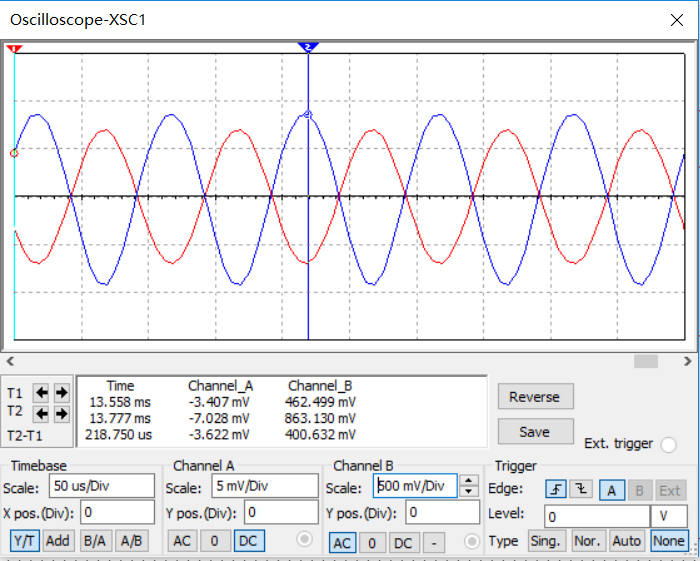 Oscilloscope-XSC1
1 2
T1
T2
T2-T1
Time Channel_A Channel_B
13.558 ms -3.407 mV 462.499 mV
13.777 ms -7.028 mV 863.130 mV
218.750 us -3.622 mV 400.632 mV
Reverse
Save
Ext. trigger
Timebase
Scale: 50 us/Div
X pos.(Div): 0
Y/T Add B/A A/B
Channel A
Scale: 5 mV/Div
Y pos.(Div): 0
AC 0 DC
Channel B
Scale: 500 mV/Div
Y pos.(Div): 0
AC 0 DC -
Trigger
Edge: A B Ext
Level: 0 V
Type Sing. Nor. Auto None